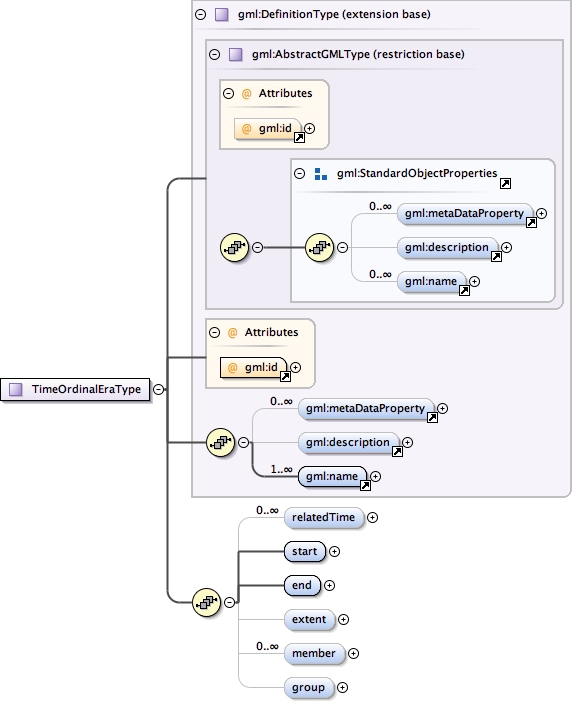 gml:DefinitionType (extension base)
gml:AbstractGMLType (restriction base)
@ Attributes
@ gml:id
gml:StandardObjectProperties
0..∞
gml:metaDataProperty
gml:description
0..∞
gml:name
@ Attributes
@ gml:id
TimeOrdinalEraType
0..∞
gml:metaDataProperty
gml:description
1..∞
gml:name
0..∞
relatedTime
start
end
extent
0..∞
member
group